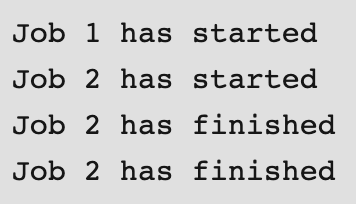 Job 1 has started
Job 2 has started
Job 2 has finished
Job 2 has finished